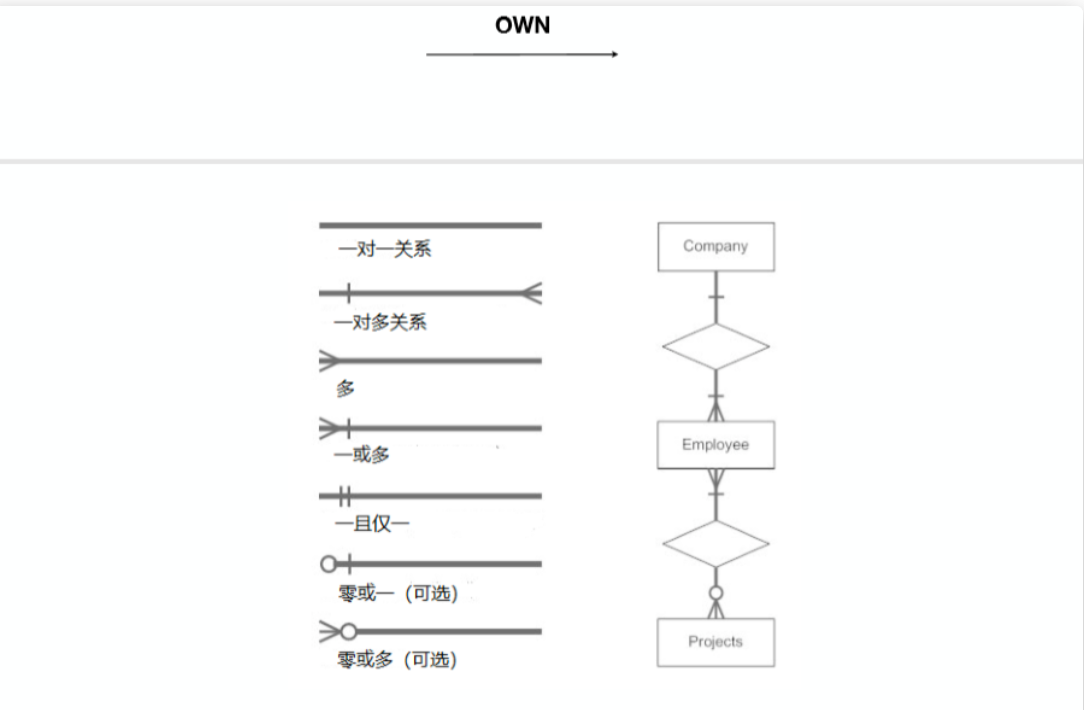 OWN
一对一关系
一对多关系
多
一或多
一且仅一
零或一（可选）
零或多（可选）
Company
Employee
Projects